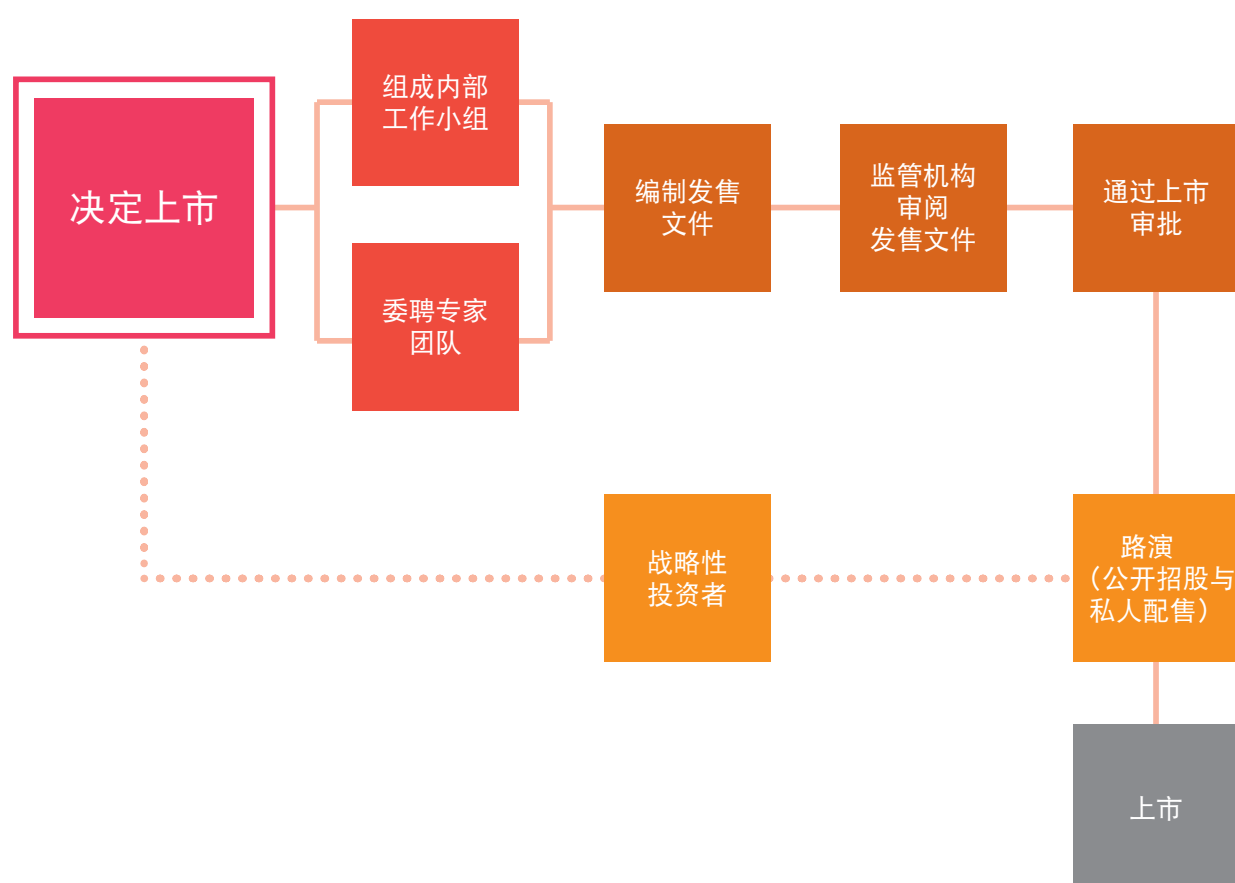 决定上市
组成内部
工作小组
委聘专家
团队
编制发售
文件
监管机构
审阅
发售文件
通过上市
审批
战略性
投资者
路演
（公开招股与
私人配售）
上市